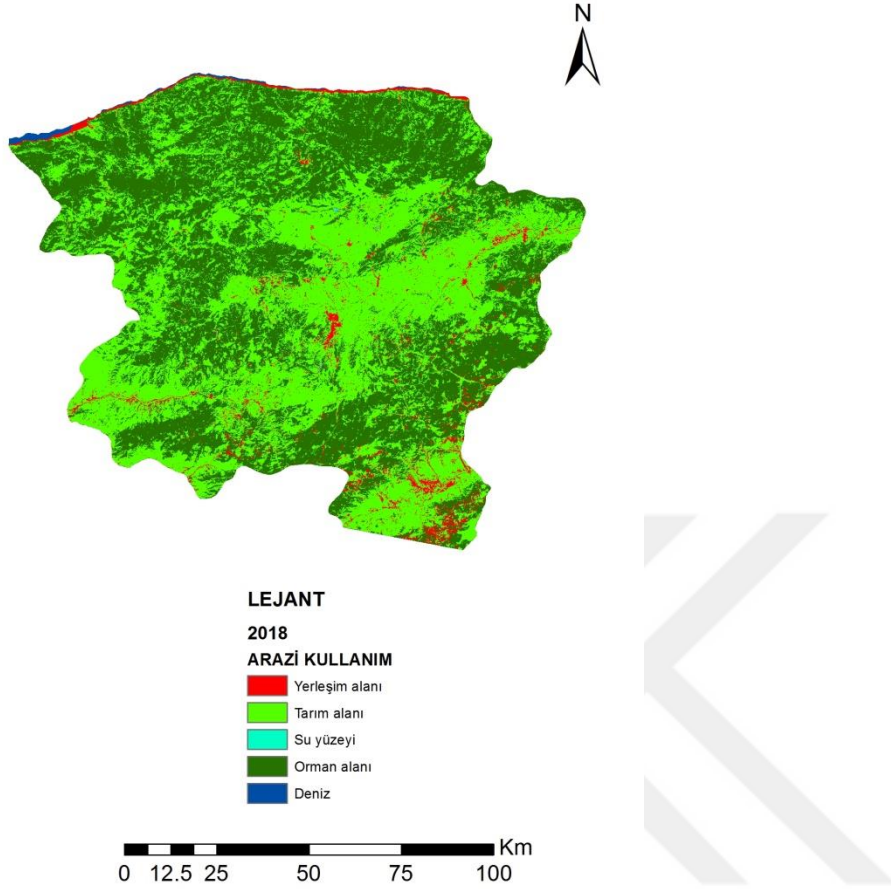 N
LEJANT
2018
ARAZİ KULLANIM
Yerleşim alanı
Tarım alanı
Su yüzeyi
Orman alanı
Deniz
Km
0 12.5 25 50 75 100